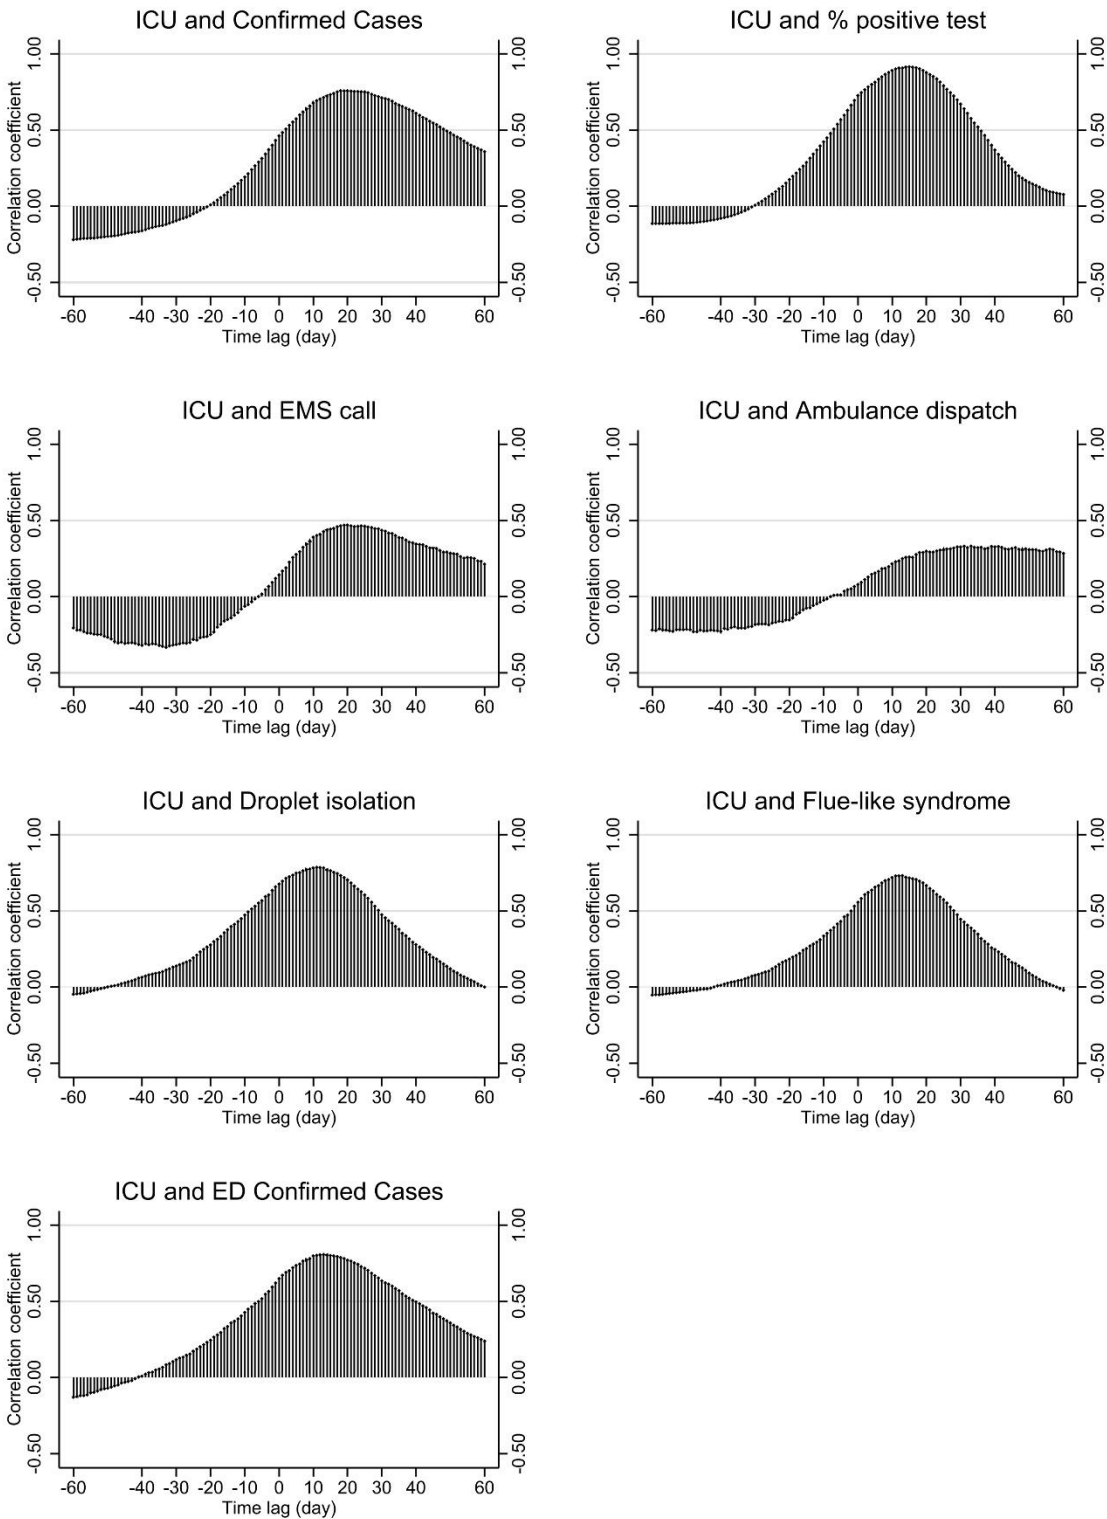 ICU and Confirmed Cases
Correlation coefficient
-0.50 0.00 0.50 1.00
-0.50 0.00 0.50 1.00
-60 -40 -30 -20 -10 0 10 20 30 40 60
Time lag (day)
ICU and % positive test
Correlation coefficient
-0.50 0.00 0.50 1.00
-0.50 0.00 0.50 1.00
-60 -40 -30 -20 -10 0 10 20 30 40 60
Time lag (day)
ICU and EMS call
Correlation coefficient
-0.50 0.00 0.50 1.00
-0.50 0.00 0.50 1.00
-60 -40 -30 -20 -10 0 10 20 30 40 60
Time lag (day)
ICU and Ambulance dispatch
Correlation coefficient
-0.50 0.00 0.50 1.00
-0.50 0.00 0.50 1.00
-60 -40 -30 -20 -10 0 10 20 30 40 60
Time lag (day)
ICU and Droplet isolation
Correlation coefficient
-0.50 0.00 0.50 1.00
-0.50 0.00 0.50 1.00
-60 -40 -30 -20 -10 0 10 20 30 40 60
Time lag (day)
ICU and Flue-like syndrome
Correlation coefficient
-0.50 0.00 0.50 1.00
-0.50 0.00 0.50 1.00
-60 -40 -30 -20 -10 0 10 20 30 40 60
Time lag (day)
ICU and ED Confirmed Cases
Correlation coefficient
-0.50 0.00 0.50 1.00
-0.50 0.00 0.50 1.00
-60 -40 -30 -20 -10 0 10 20 30 40 60
Time lag (day)